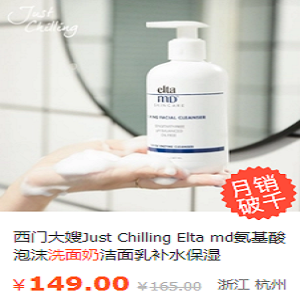 Just
Chilling
elta
MD
SKINCARE
FOAMING FACIAL CLEANSER
月销
破千
西门大嫂Just Chilling Elta md氨基酸
泡沫洗面奶洁面乳补水保湿
¥149.00 ¥165.00 浙江 杭州